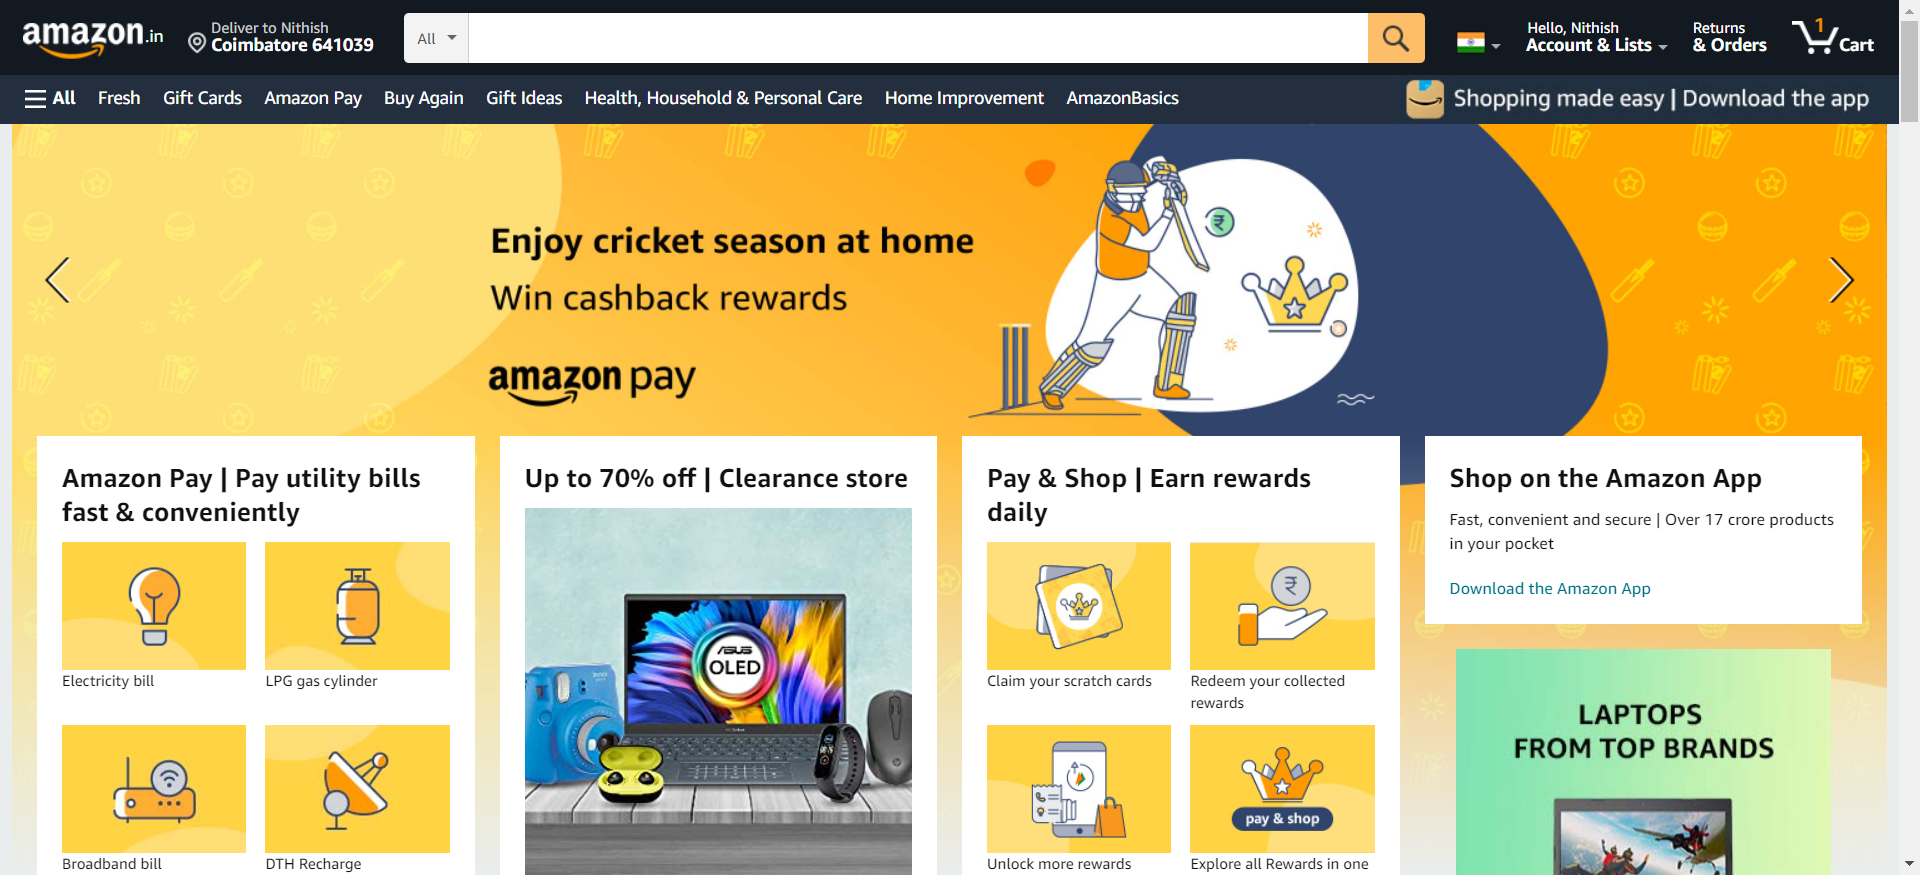 amazon.in
Deliver to Nithish
Coimbatore 641039
All
Hello, Nithish
Account & Lists
Returns
& Orders
1
Cart
All
Fresh
Gift Cards
Amazon Pay
Buy Again
Gift Ideas
Health, Household & Personal Care
Home Improvement
AmazonBasics
Shopping made easy | Download the app
Enjoy cricket season at home
Win cashback rewards
amazon pay
₹
Amazon Pay | Pay utility bills
fast & conveniently
Electricity bill
LPG gas cylinder
Broadband bill
DTH Recharge
Up to 70% off | Clearance store
ASUS
OLED
Pay & Shop | Earn rewards
daily
Claim your scratch cards
₹
Redeem your collected
rewards
Unlock more rewards
pay & shop
Explore all Rewards in one
Shop on the Amazon App
Fast, convenient and secure | Over 17 crore products
in your pocket
Download the Amazon App
LAPTOPS
FROM TOP BRANDS